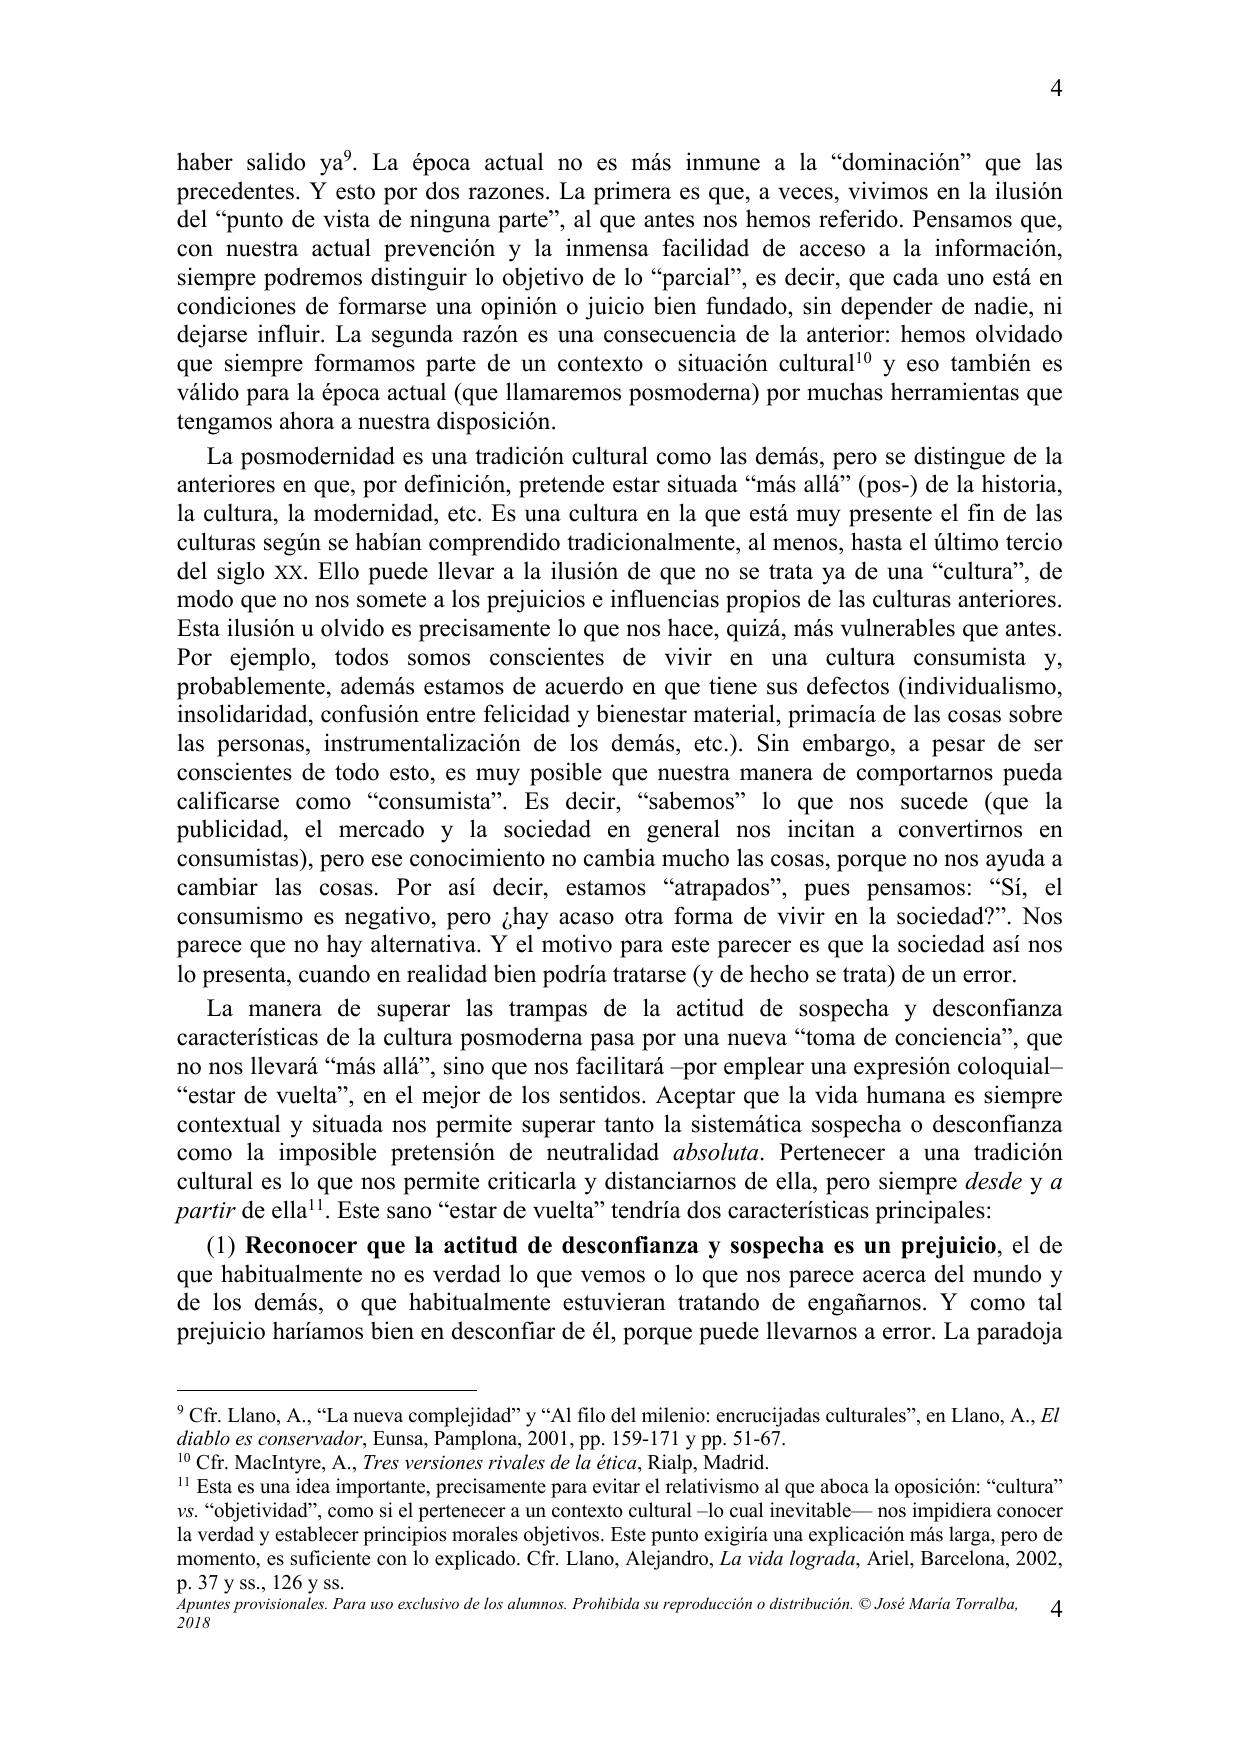 4
haber salido ya9. La época actual no es más inmune a la “dominación” que las
precedentes. Y esto por dos razones. La primera es que, a veces, vivimos en la ilusión
del “punto de vista de ninguna parte”, al que antes nos hemos referido. Pensamos que,
con nuestra actual prevención y la inmensa facilidad de acceso a la información,
siempre podremos distinguir lo objetivo de lo “parcial”, es decir, que cada uno está en
condiciones de formarse una opinión o juicio bien fundado, sin depender de nadie, ni
dejarse influir. La segunda razón es una consecuencia de la anterior: hemos olvidado
que siempre formamos parte de un contexto o situación cultural10 y eso también es
válido para la época actual (que llamaremos posmoderna) por muchas herramientas que
tengamos ahora a nuestra disposición.
La posmodernidad es una tradición cultural como las demás, pero se distingue de la
anteriores en que, por definición, pretende estar situada “más allá” (pos-) de la historia,
la cultura, la modernidad, etc. Es una cultura en la que está muy presente el fin de las
culturas según se habían comprendido tradicionalmente, al menos, hasta el último tercio
del siglo XX. Ello puede llevar a la ilusión de que no se trata ya de una “cultura”, de
modo que no nos somete a los prejuicios e influencias propios de las culturas anteriores.
Esta ilusión u olvido es precisamente lo que nos hace, quizá, más vulnerables que antes.
Por ejemplo, todos somos conscientes de vivir en una cultura consumista y,
probablemente, además estamos de acuerdo en que tiene sus defectos (individualismo,
insolidaridad, confusión entre felicidad y bienestar material, primacía de las cosas sobre
las personas, instrumentalización de los demás, etc.). Sin embargo, a pesar de ser
conscientes de todo esto, es muy posible que nuestra manera de comportarnos pueda
calificarse como “consumista”. Es decir, “sabemos” lo que nos sucede (que la
publicidad, el mercado y la sociedad en general nos incitan a convertirnos en
consumistas), pero ese conocimiento no cambia mucho las cosas, porque no nos ayuda a
cambiar las cosas. Por así decir, estamos “atrapados”, pues pensamos: “Sí, el
consumismo es negativo, pero ¿hay acaso otra forma de vivir en la sociedad?”. Nos
parece que no hay alternativa. Y el motivo para este parecer es que la sociedad así nos
lo presenta, cuando en realidad bien podría tratarse (y de hecho se trata) de un error.
La manera de superar las trampas de la actitud de sospecha y desconfianza
características de la cultura posmoderna pasa por una nueva “toma de conciencia”, que
no nos llevará “más allá”, sino que nos facilitará –por emplear una expresión coloquial–
“estar de vuelta”, en el mejor de los sentidos. Aceptar que la vida humana es siempre
contextual y situada nos permite superar tanto la sistemática sospecha o desconfianza
como la imposible pretensión de neutralidad absoluta. Pertenecer a una tradición
cultural es lo que nos permite criticarla y distanciarnos de ella, pero siempre desde y a
partir de ella11. Este sano “estar de vuelta” tendría dos características principales:
(1) Reconocer que la actitud de desconfianza y sospecha es un prejuicio, el de
que habitualmente no es verdad lo que vemos o lo que nos parece acerca del mundo y
de los demás, o que habitualmente estuvieran tratando de engañarnos. Y como tal
prejuicio haríamos bien en desconfiar de él, porque puede llevarnos a error. La paradoja
9 Cfr. Llano, A., “La nueva complejidad” y “Al filo del milenio: encrucijadas culturales”, en Llano, A., El
diablo es conservador, Eunsa, Pamplona, 2001, pp. 159-171 y pp. 51-67.
10 Cfr. MacIntyre, A., Tres versiones rivales de la ética, Rialp, Madrid.
11 Esta es una idea importante, precisamente para evitar el relativismo al que aboca la oposición: “cultura”
vs. “objetividad”, como si el pertenecer a un contexto cultural –lo cual inevitable— nos impidiera conocer
la verdad y establecer principios morales objetivos. Este punto exigiría una explicación más larga, pero de
momento, es suficiente con lo explicado. Cfr. Llano, Alejandro, La vida lograda, Ariel, Barcelona, 2002,
p. 37 y ss., 126 y ss.
Apuntes provisionales. Para uso exclusivo de los alumnos. Prohibida su reproducción o distribución. © José María Torralba, 4
2018